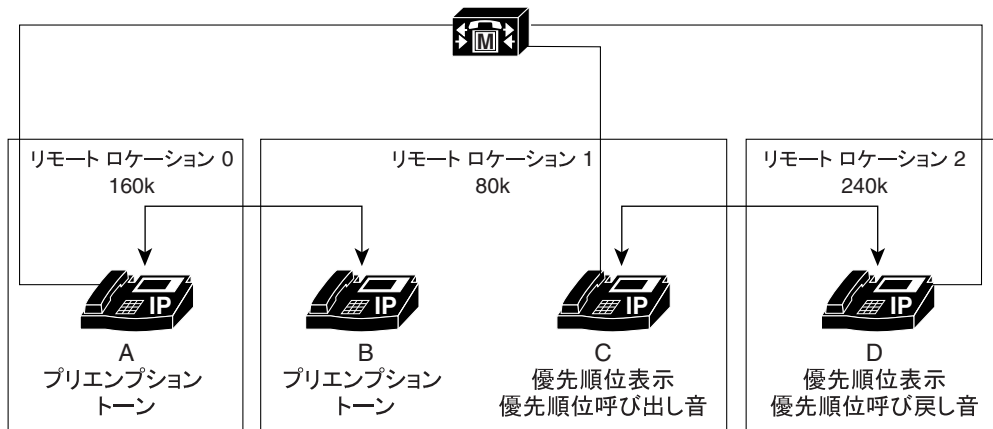 M
リモート ロケーション 0
160k
リモート ロケーション 1
80k
リモート ロケーション 2
240k
IP
IP
IP
IP
A
プリエンプション
トーン
B
プリエンプション
トーン
C
優先順位表示
優先順位呼び出し音
D
優先順位表示
優先順位呼び戻し音